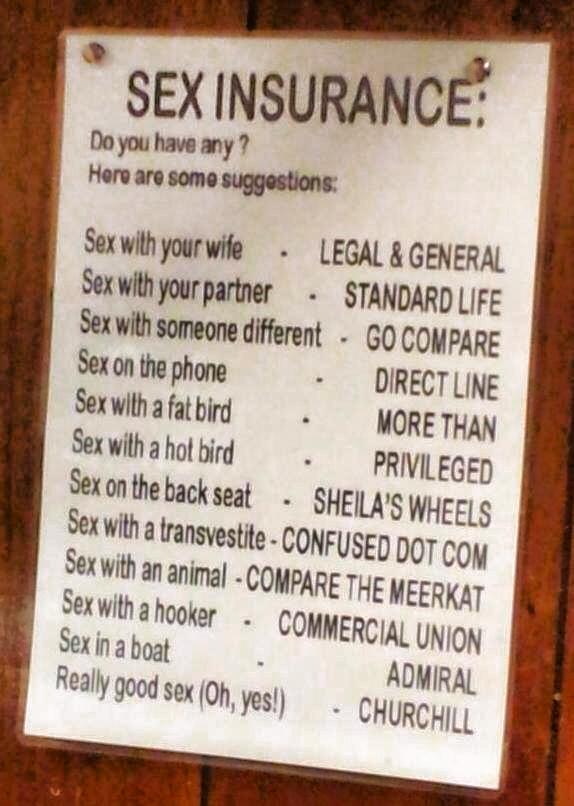 SEX INSURANCE:
Do you have any ?
Here are some suggestions:
Sex with your wife - LEGAL & GENERAL
Sex with your partner - STANDARD LIFE
Sex with someone different - GO COMPARE
Sex on the phone - DIRECT LINE
Sex with a fat bird - MORE THAN
Sex with a hot bird - PRIVILEGED
Sex on the back seat - SHEILA'S WHEELS
Sex with a transvestite - CONFUSED DOT COM
Sex with an animal - COMPARE THE MEERKAT
Sex with a hooker - COMMERCIAL UNION
Sex in a boat - ADMIRAL
Really good sex (Oh, yes!) - CHURCHILL